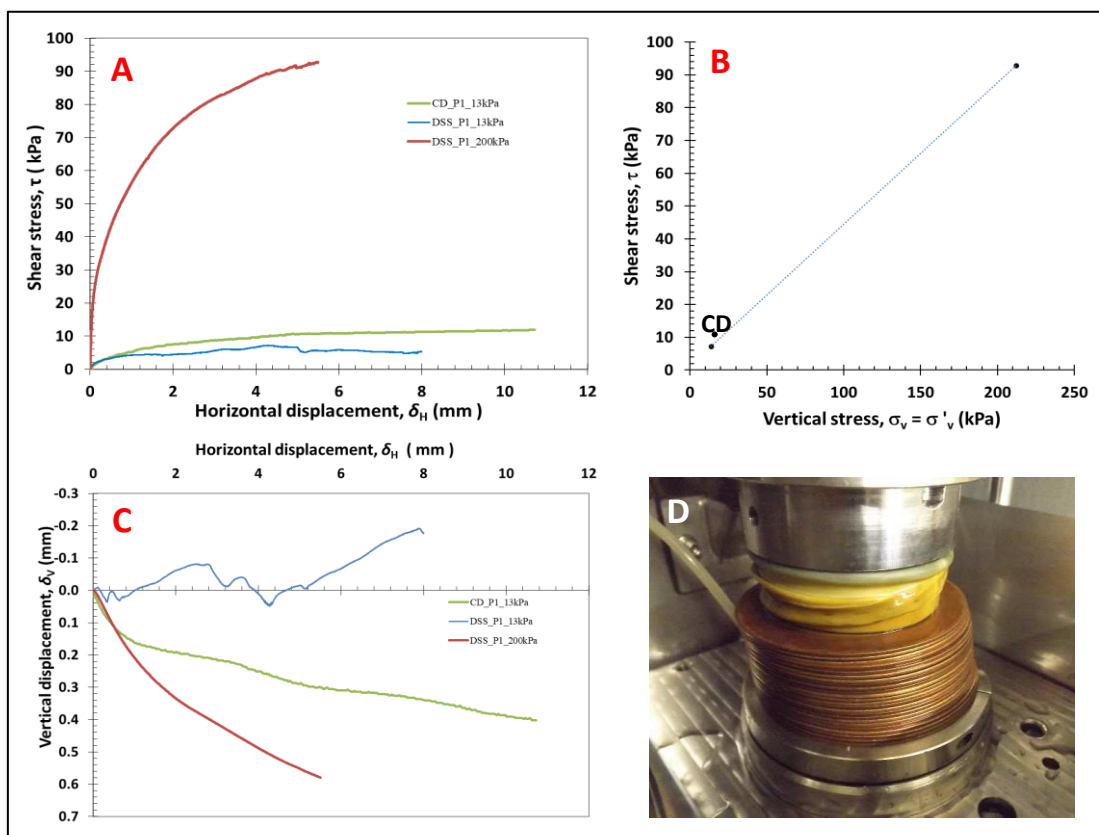 A
100
90
80
70
60
50
40
30
20
10
0
Shear stress, τ ( kPa)
CD_P1_13kPa
DSS_P1_13kPa
DSS_P1_200kPa
0 2 4 6 8 10 12
Horizontal displacement, δH (mm )
B
100
90
80
70
60
50
40
30
20
10
0
Shear stress, τ (kPa)
CD
0 50 100 150 200 250
Vertical stress, σv = σ 'v (kPa)
Horizontal displacement, δH ( mm )
0 2 4 6 8 10 12
C
-0.3
-0.2
-0.1
0.0
0.1
0.2
0.3
0.4
0.5
0.6
0.7
Vertical displacement, δV (mm)
CD_P1_13kPa
DSS_P1_13kPa
DSS_P1_200kPa
D